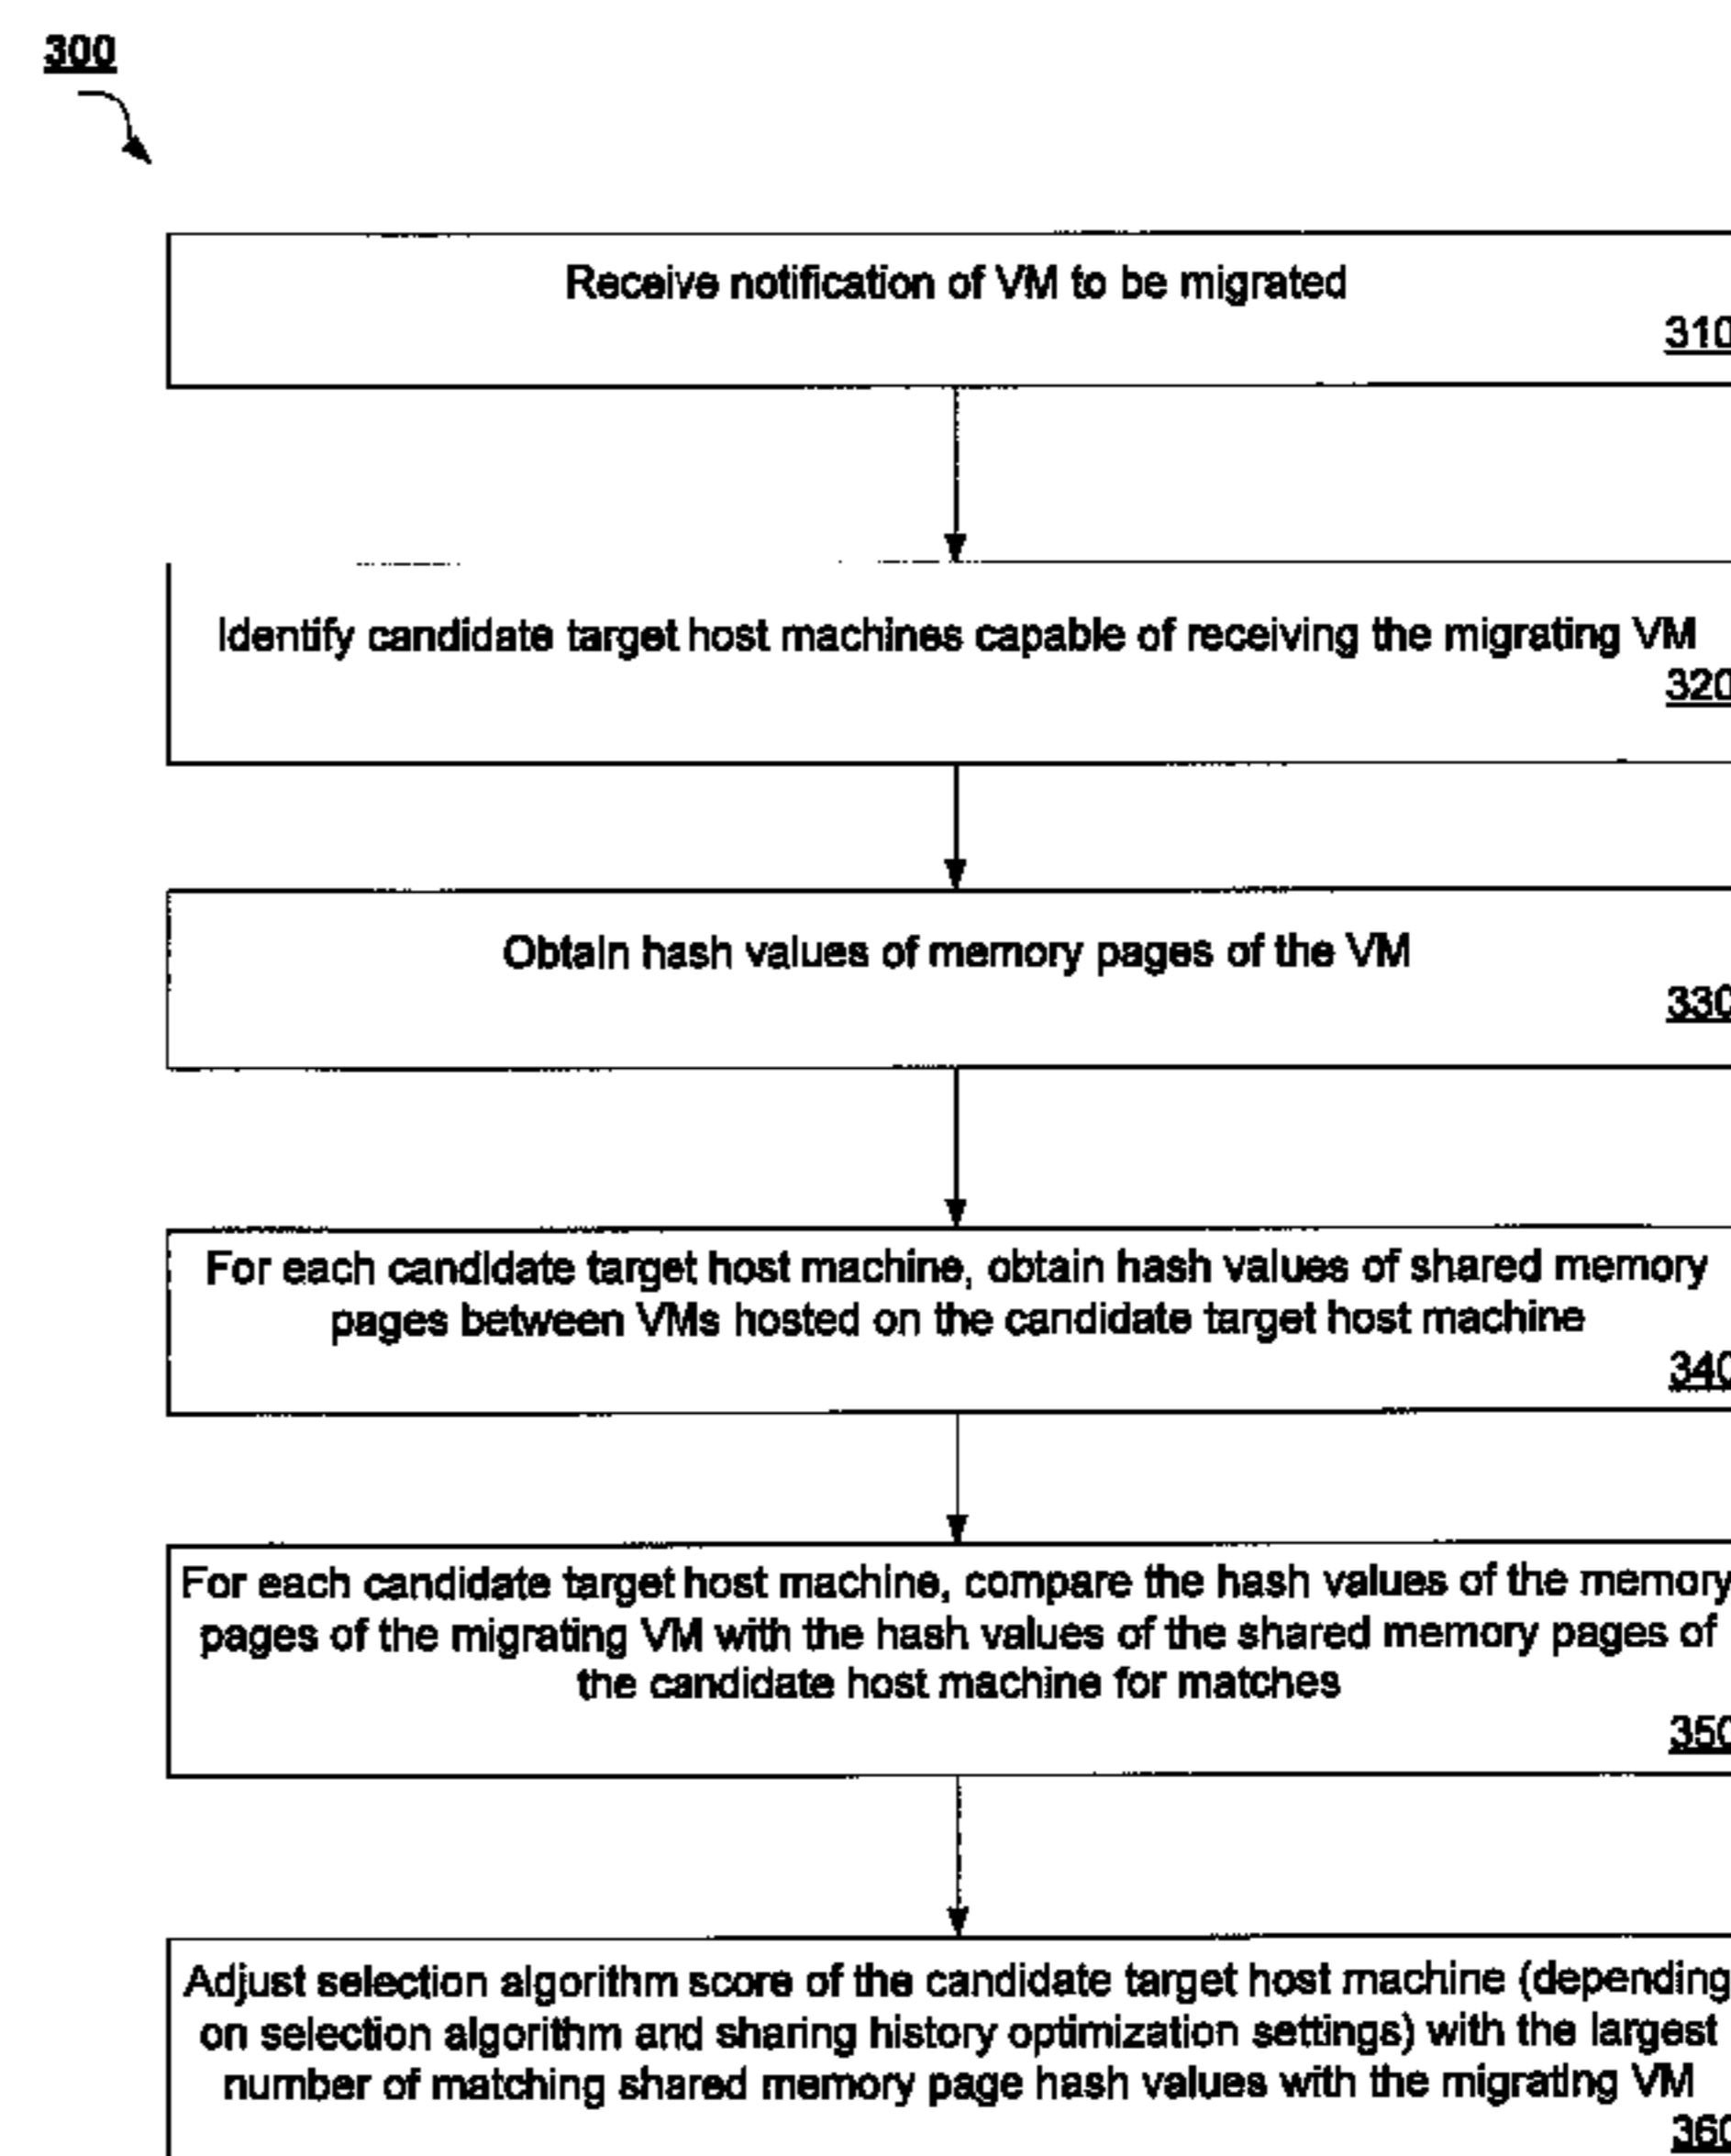 300
Receive notification of VM to be migrated
310
Identify candidate target host machines capable of receiving the migrating VM
320
Obtain hash values of memory pages of the VM
330
For each candidate target host machine, obtain hash values of shared memory
pages between VMs hosted on the candidate target host machine
340
For each candidate target host machine, compare the hash values of the memory
pages of the migrating VM with the hash values of the shared memory pages of
the candidate host machine for matches
350
Adjust selection algorithm score of the candidate target host machine (depending
on selection algorithm and sharing history optimization settings) with the largest
number of matching shared memory page hash values with the migrating VM
360